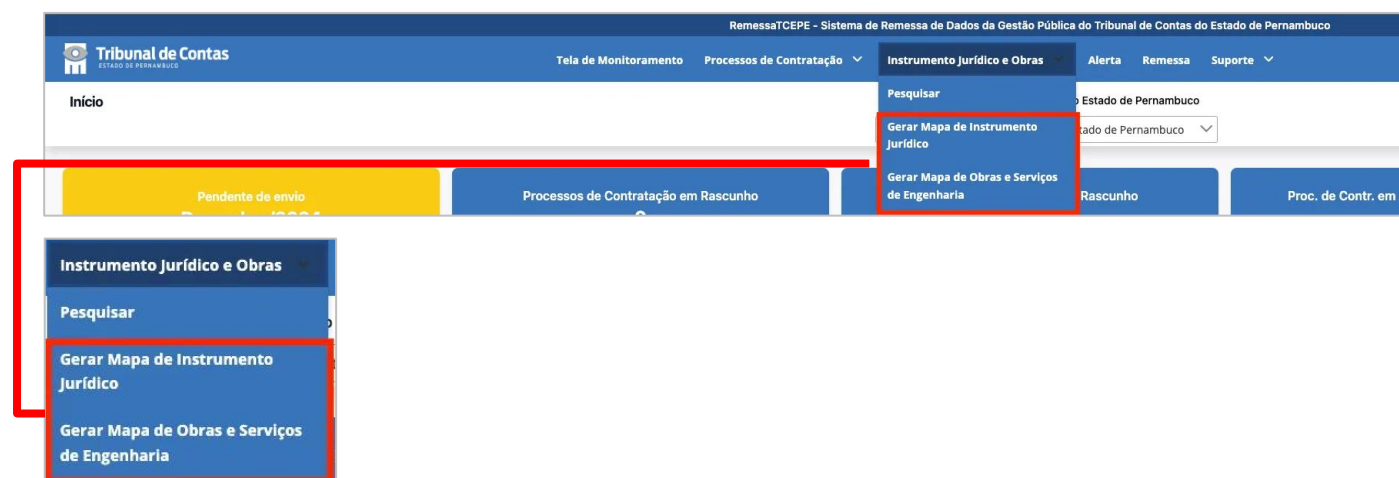 RemessaTCEPE - Sistema de Remessa de Dados da Gestão Pública do Tribunal de Contas do Estado de Pernambuco
Tribunal de Contas
ESTADO DE PERNAMBUCO
Tela de Monitoramento Processos de Contratação Instrumento Jurídico e Obras Alerta Remessa Suporte
Início
Pesquisar
Estado de Pernambuco
Gerar Mapa de Instrumento
Jurídico
tado de Pernambuco
Gerar Mapa de Obras e Serviços
de Engenharia
Pendente de envio
Processos de Contratação em Rascunho
Rascunho
Proc. de Contr. em
Instrumento Jurídico e Obras
Pesquisar
Gerar Mapa de Instrumento
Jurídico
Gerar Mapa de Obras e Serviços
de Engenharia